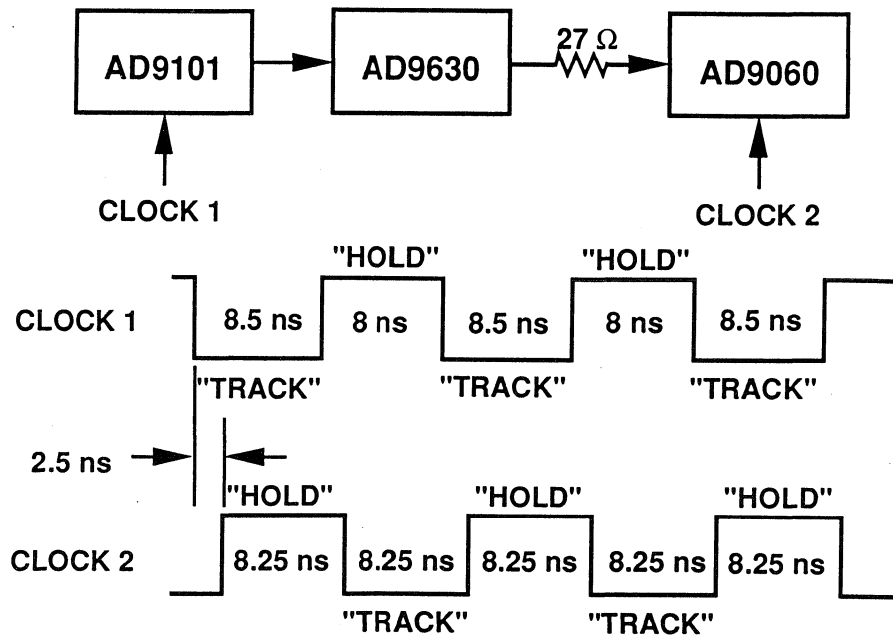 AD9101 AD9630 27 Ω AD9060
CLOCK 1 CLOCK 2
"HOLD" "HOLD"
CLOCK 1 8.5 ns 8 ns 8.5 ns 8 ns 8.5 ns
"TRACK" "TRACK" "TRACK"
2.5 ns
"HOLD" "HOLD" "HOLD"
CLOCK 2 8.25 ns 8.25 ns 8.25 ns 8.25 ns 8.25 ns
"TRACK" "TRACK"